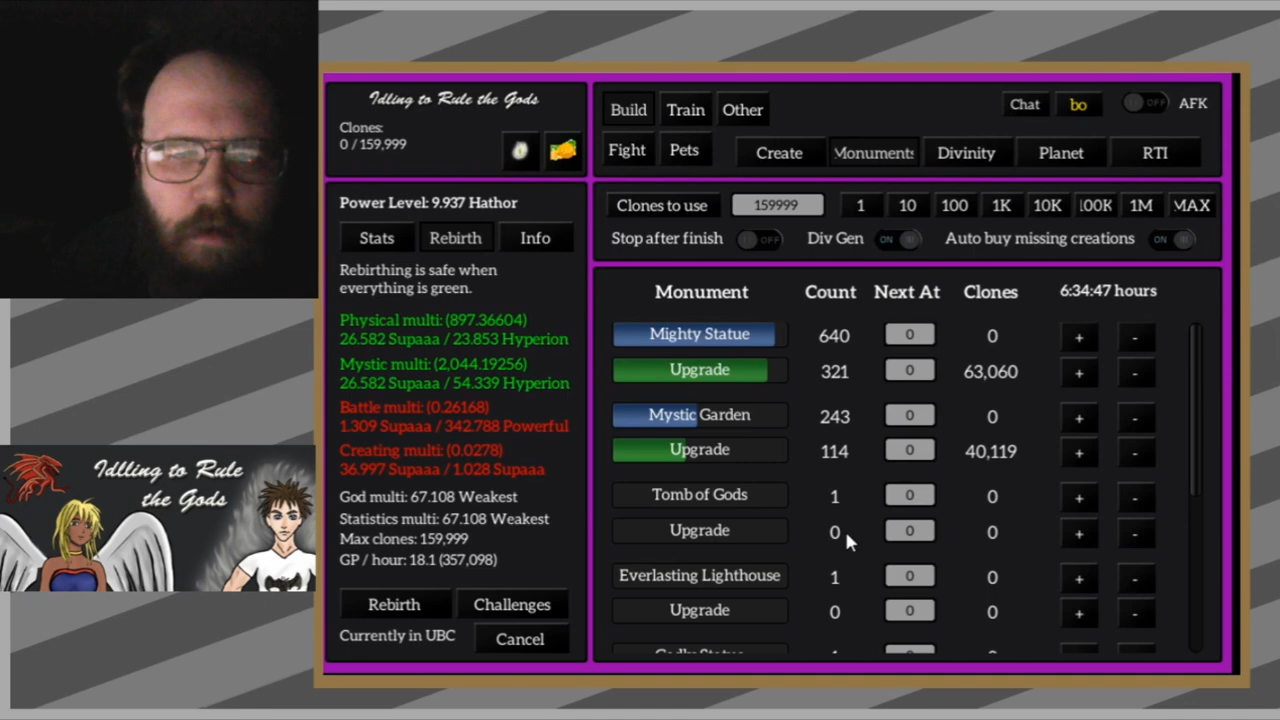 Idling to Rule the Gods
Clones:
0 / 159,999
Build Train Other
Chat bo OFF AFK
Fight Pets Create Monuments Divinity Planet RTI
Power Level: 9.937 Hathor
Stats Rebirth Info
Rebirthing is safe when
everything is green.
Physical multi: (897.36604)
26.582 Supaaa / 23.853 Hyperion
Mystic multi: (2,044.19256)
26.582 Supaaa / 54.339 Hyperion
Battle multi: (0.26168)
1.309 Supaaa / 342.788 Powerful
Creating multi: (0.0278)
36.997 Supaaa / 1.028 Supaaa
God multi: 67.108 Weakest
Statistics multi: 67.108 Weakest
Max clones: 159,999
GP / hour: 18.1 (357,098)
Rebirth Challenges
Currently in UBC Cancel
Clones to use 159999 1 10 100 1K 10K 100K 1M MAX
Stop after finish OFF Div Gen ON Auto buy missing creations ON
Monument Count Next At Clones 6:34:47 hours
Mighty Statue 640 0 0 + -
Upgrade 321 0 63,060 + -
Mystic Garden 243 0 0 + -
Upgrade 114 0 40,119 + -
Tomb of Gods 1 0 0 + -
Upgrade 0 0 0 + -
Everlasting Lighthouse 1 0 0 + -
Upgrade 0 0 0 + -
Idlling to Rule
the Gods